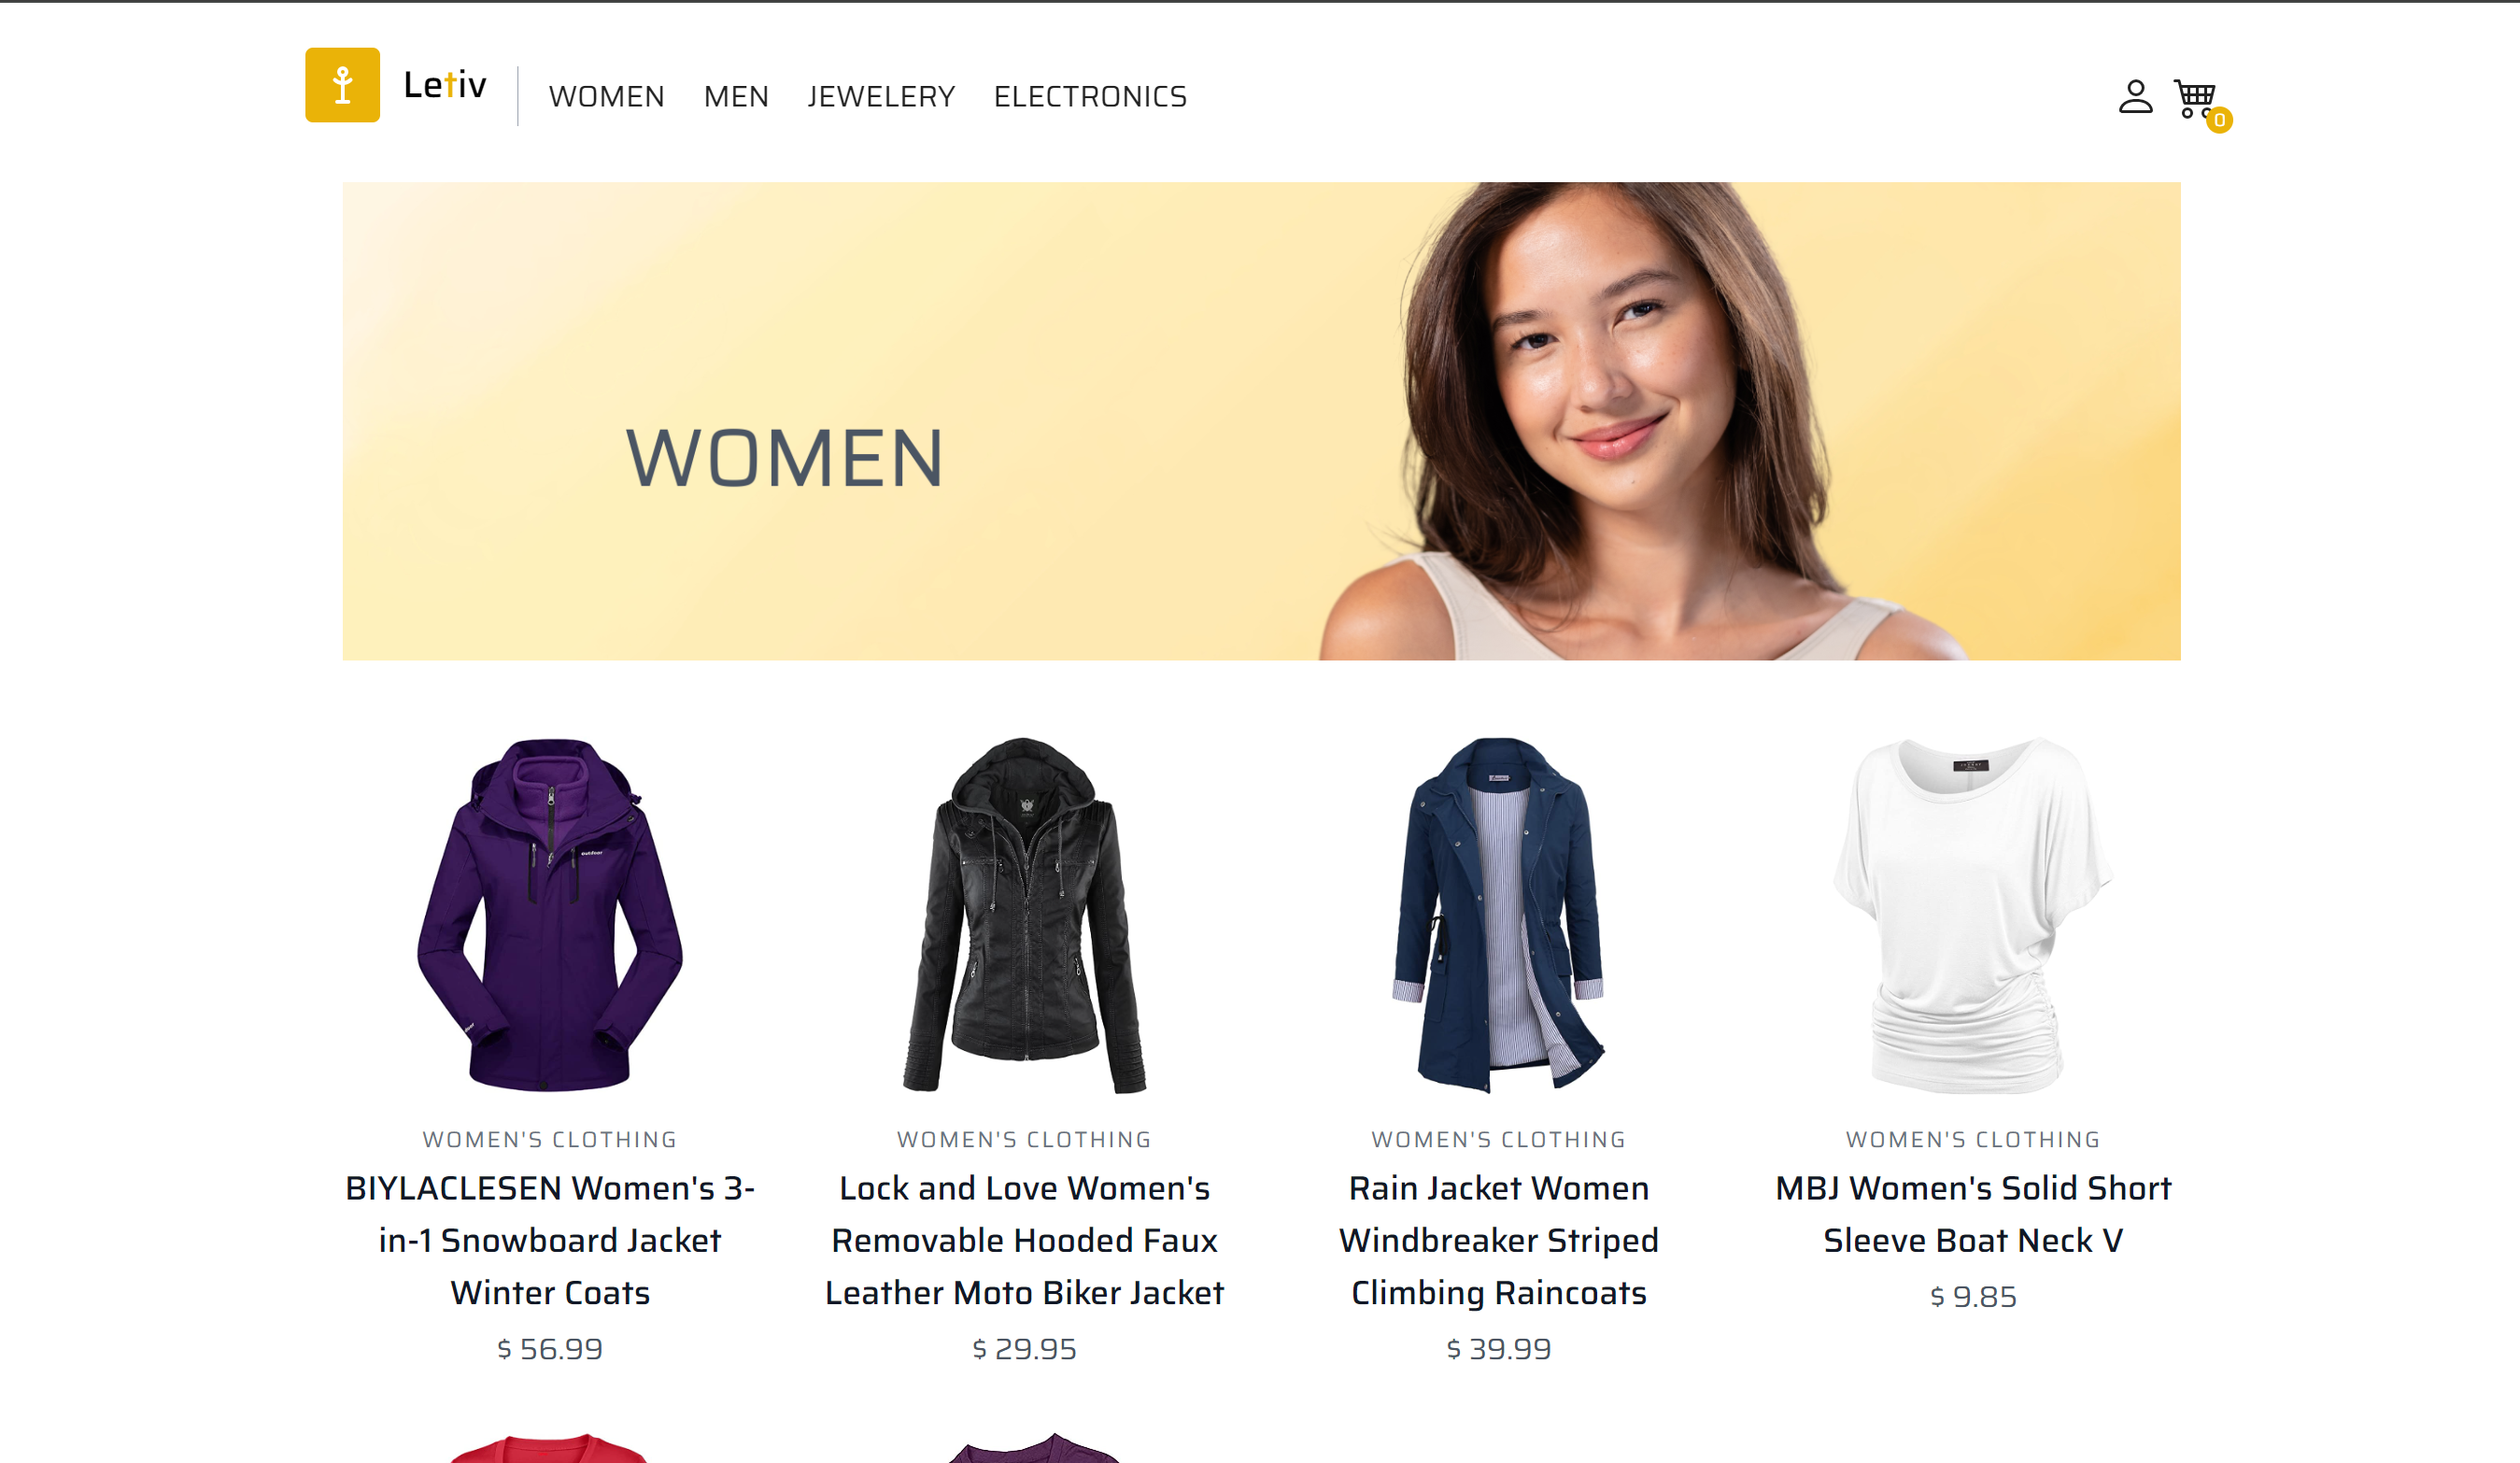 Letiv
WOMEN MEN JEWELERY ELECTRONICS
0
WOMEN
outdoor
WOMEN'S CLOTHING
BIYLACLESEN Women's 3-
in-1 Snowboard Jacket
Winter Coats
$ 56.99
WOMEN'S CLOTHING
Lock and Love Women's
Removable Hooded Faux
Leather Moto Biker Jacket
$ 29.95
WOMEN'S CLOTHING
Rain Jacket Women
Windbreaker Striped
Climbing Raincoats
$ 39.99
WOMEN'S CLOTHING
MBJ Women's Solid Short
Sleeve Boat Neck V
$ 9.85